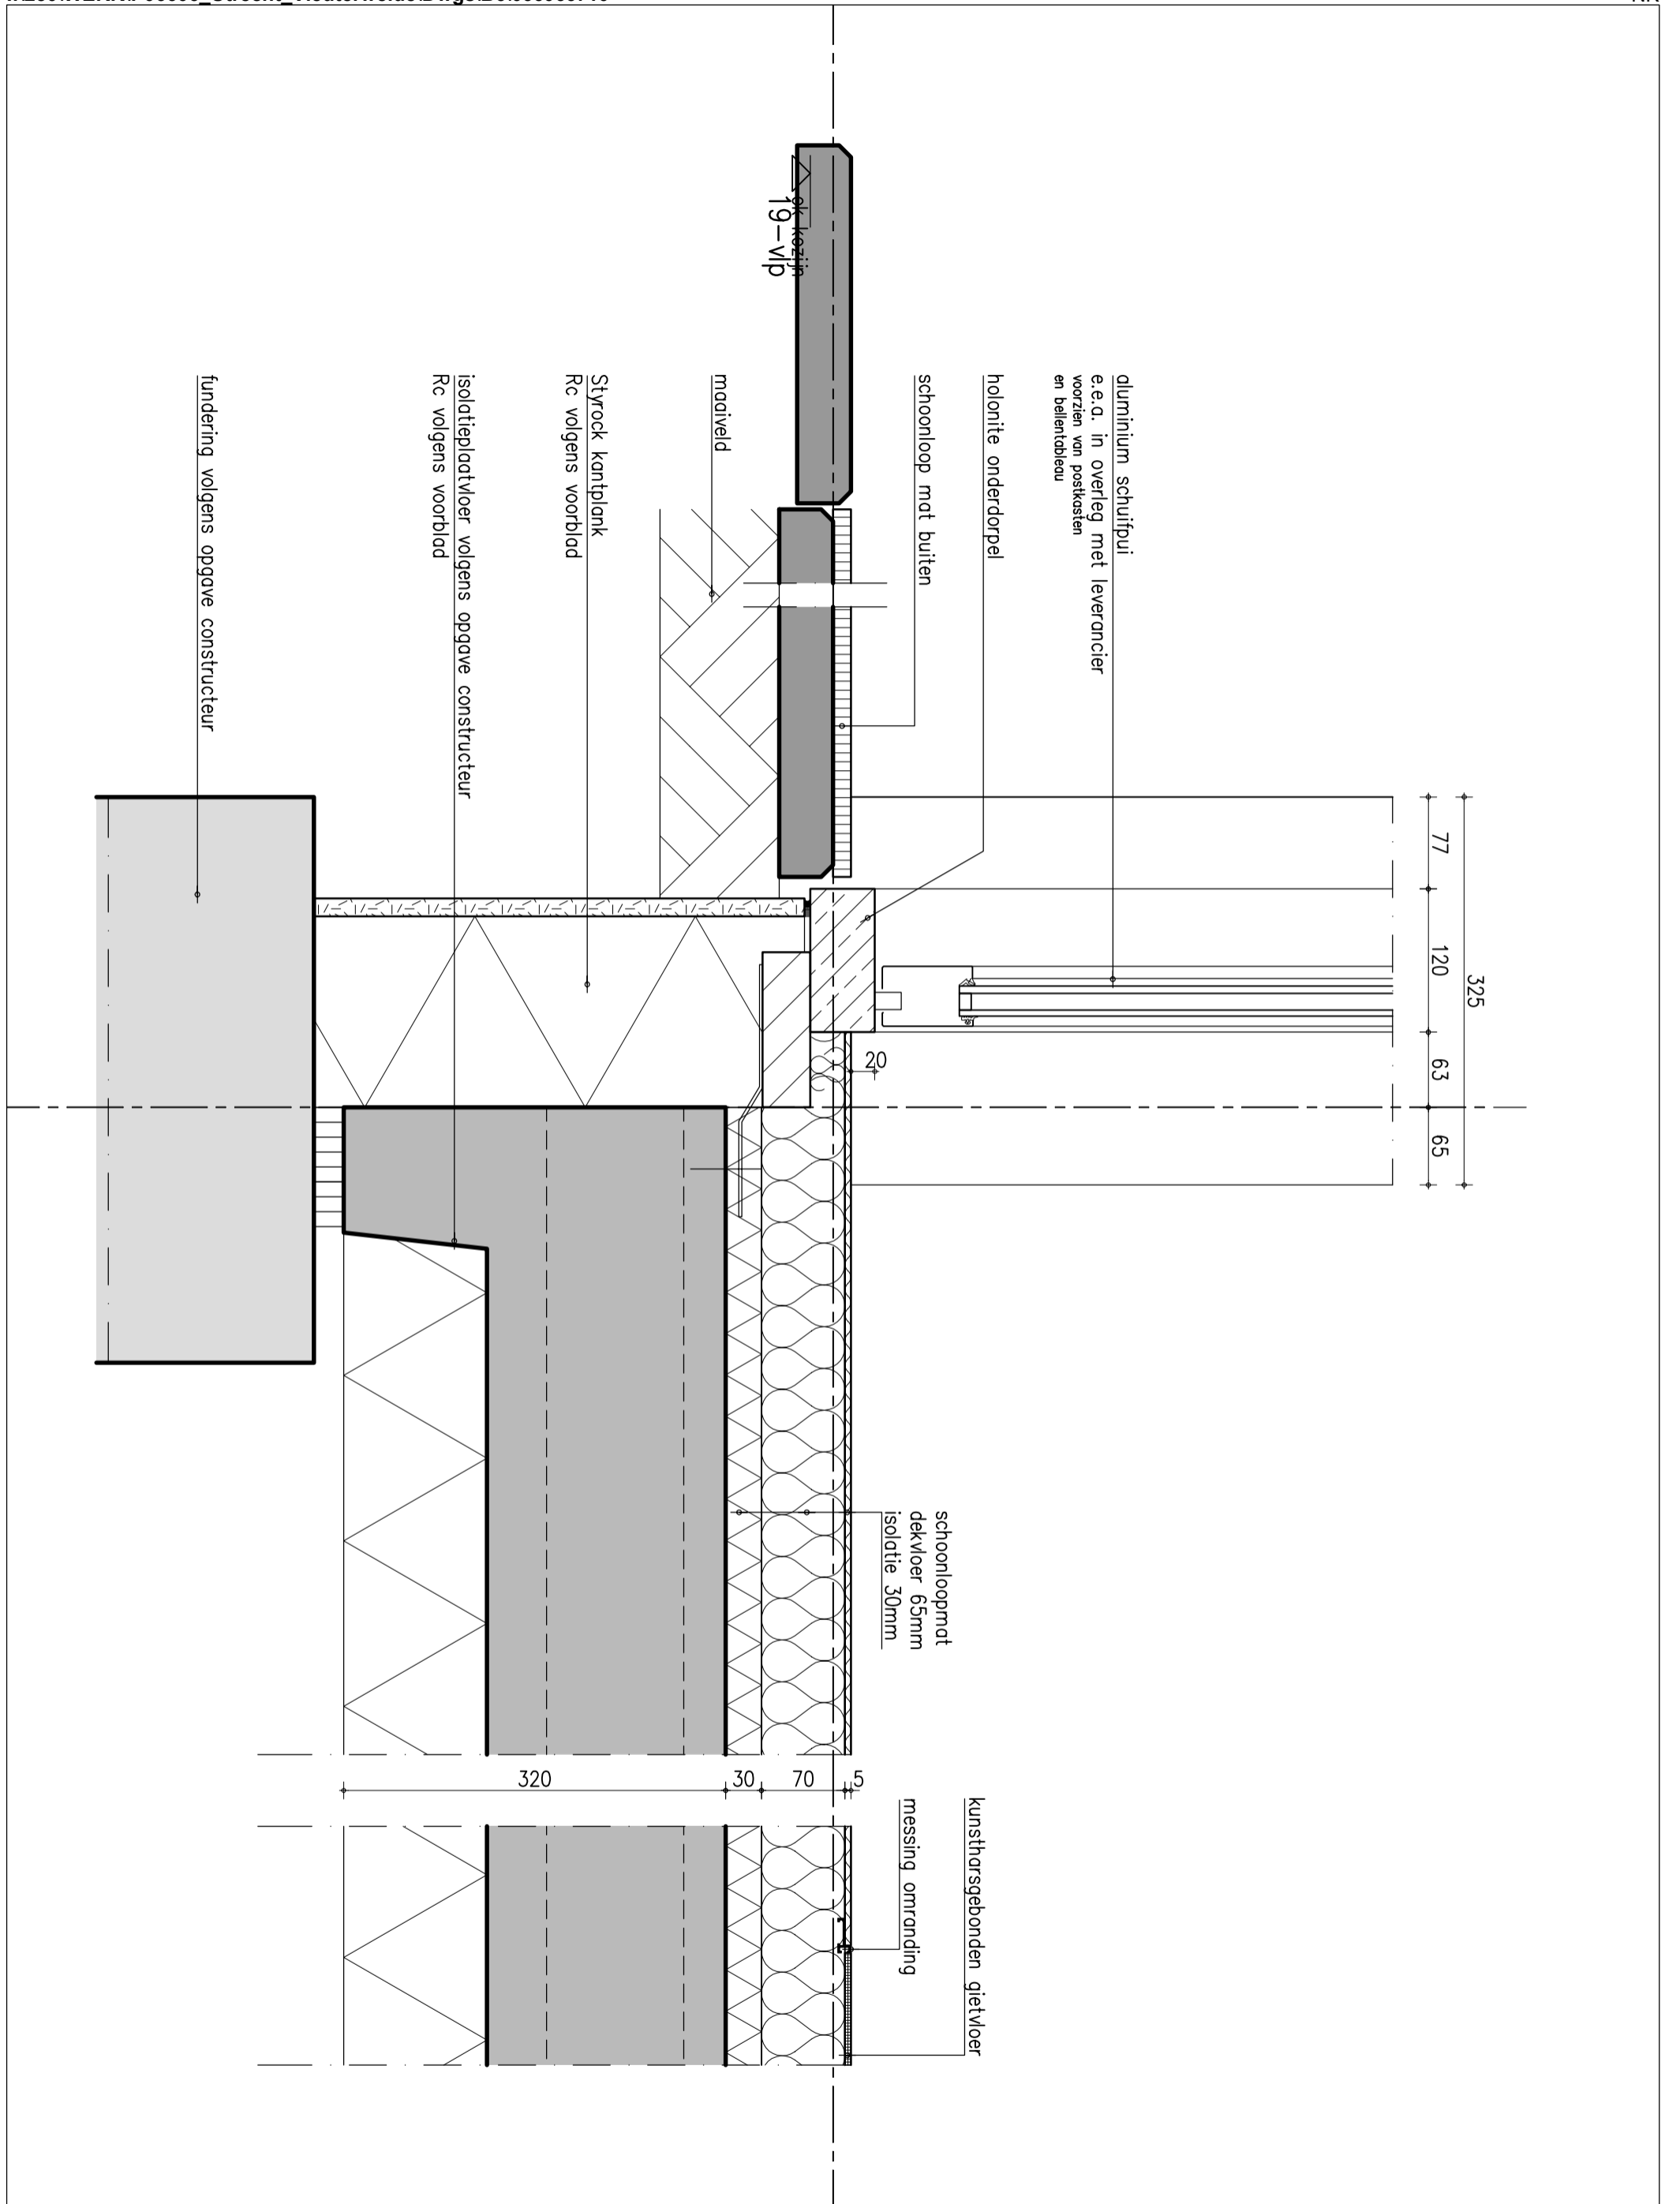 aluminium schuifpui
e.e.a. in overleg met leverancier
voorzien van postkasten
en bellentableau
holonite onderdorpel
schoonloop mat buiten
ok kozijn
19-vlp
maaiveld
Styrock kantplank
Rc volgens voorblad
isolatieplaatvloer volgens opgave constructeur
Rc volgens voorblad
fundering volgens opgave constructeur
77
120
63
65
325
20
schoonloopmat
dekvloer 65mm
isolatie 30mm
320
30
70
5
kunstharsgebonden gietvloer
messing omranding